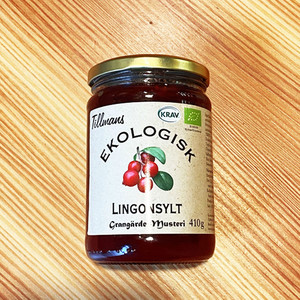 Tillmans
KRAV
EKOLOGISK
LINGONSYLT
Grangärde Musteri 410g